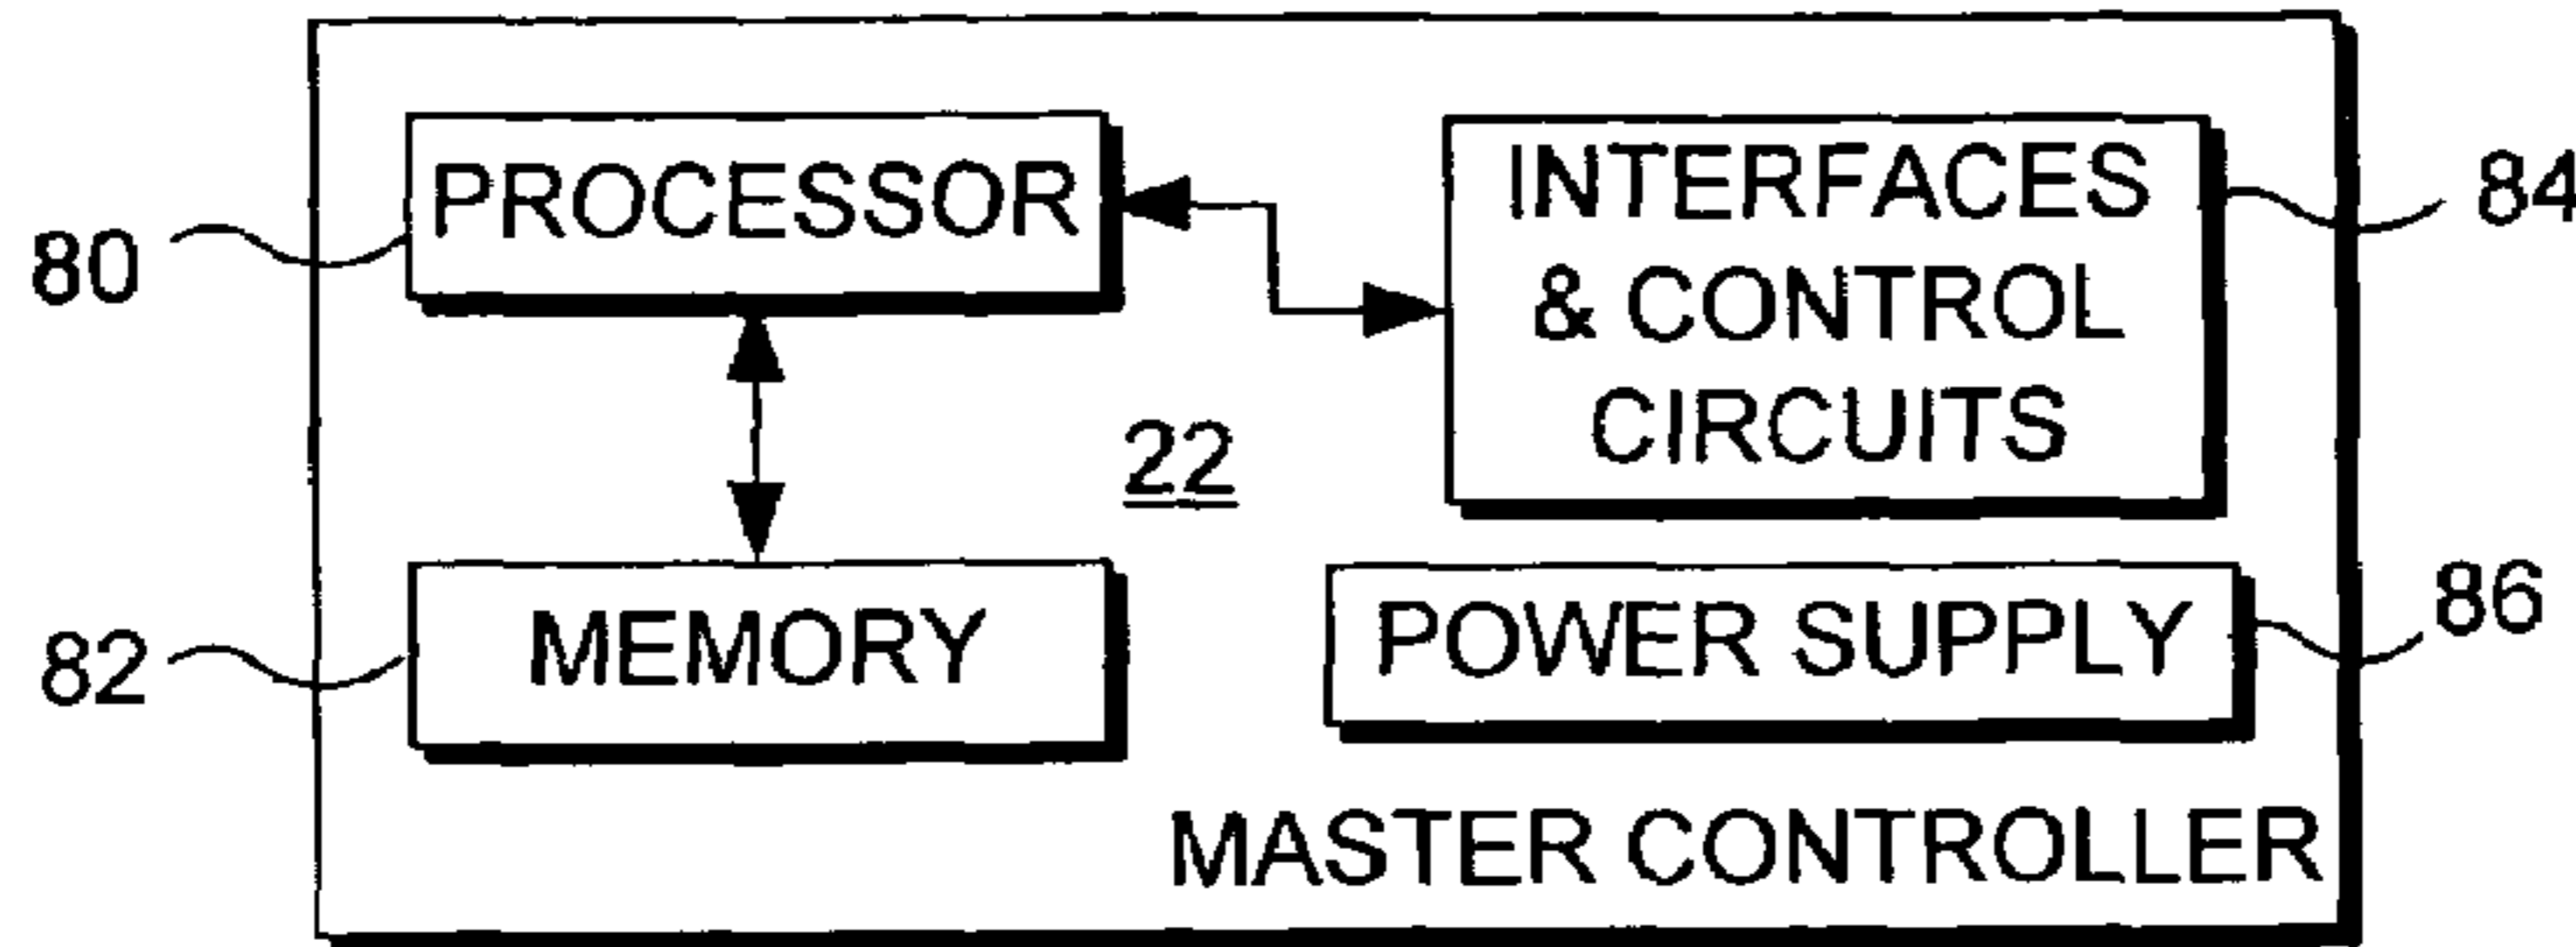 PROCESSOR
80
INTERFACES
& CONTROL
CIRCUITS
84
22
MEMORY
82
POWER SUPPLY
86
MASTER CONTROLLER